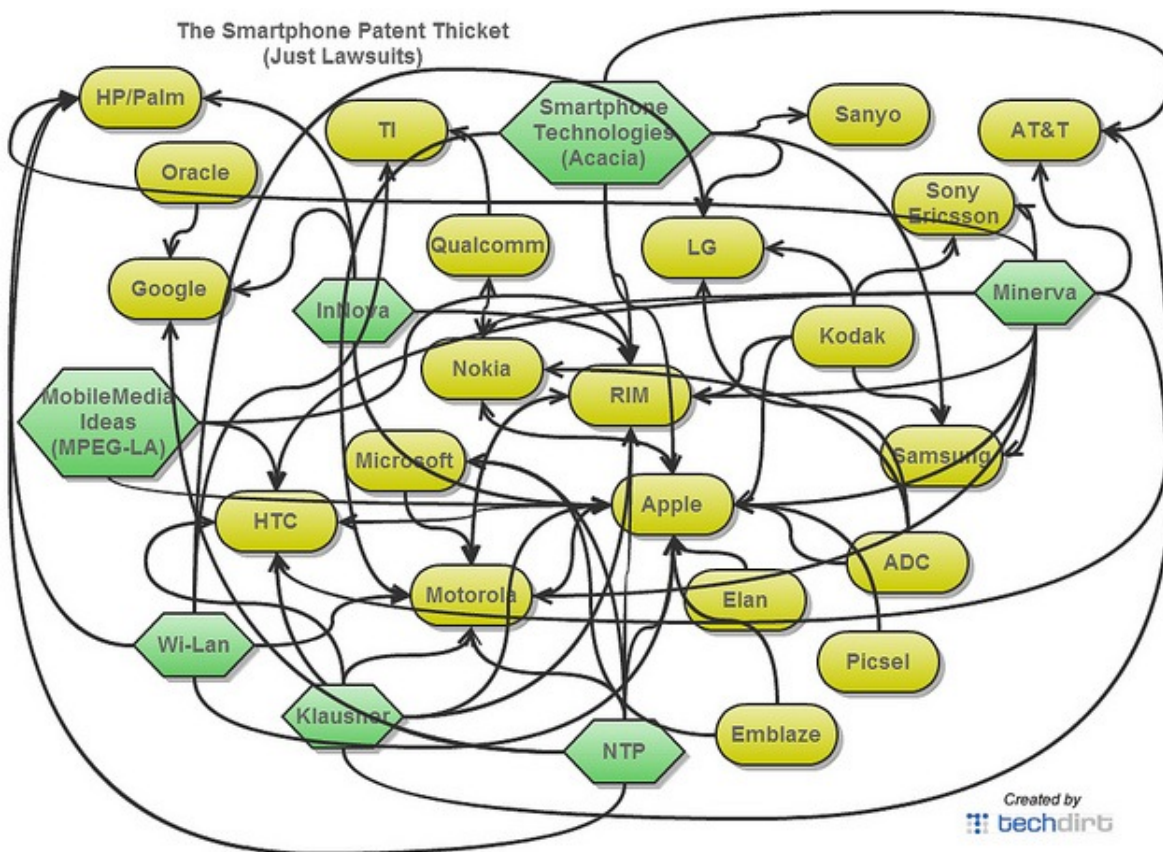 The Smartphone Patent Thicket
(Just Lawsuits)
HP/Palm
TI
Smartphone
Technologies
(Acacia)
Sanyo
AT&T
Oracle
Sony
Ericsson
Qualcomm
LG
Google
InNova
Minerva
Kodak
Nokia
RIM
MobileMedia
Ideas
(MPEG-LA)
Microsoft
Samsung
Apple
HTC
ADC
Motorola
Elan
Wi-Lan
Picsel
Klausner
Emblaze
NTP
Created by
techdirt